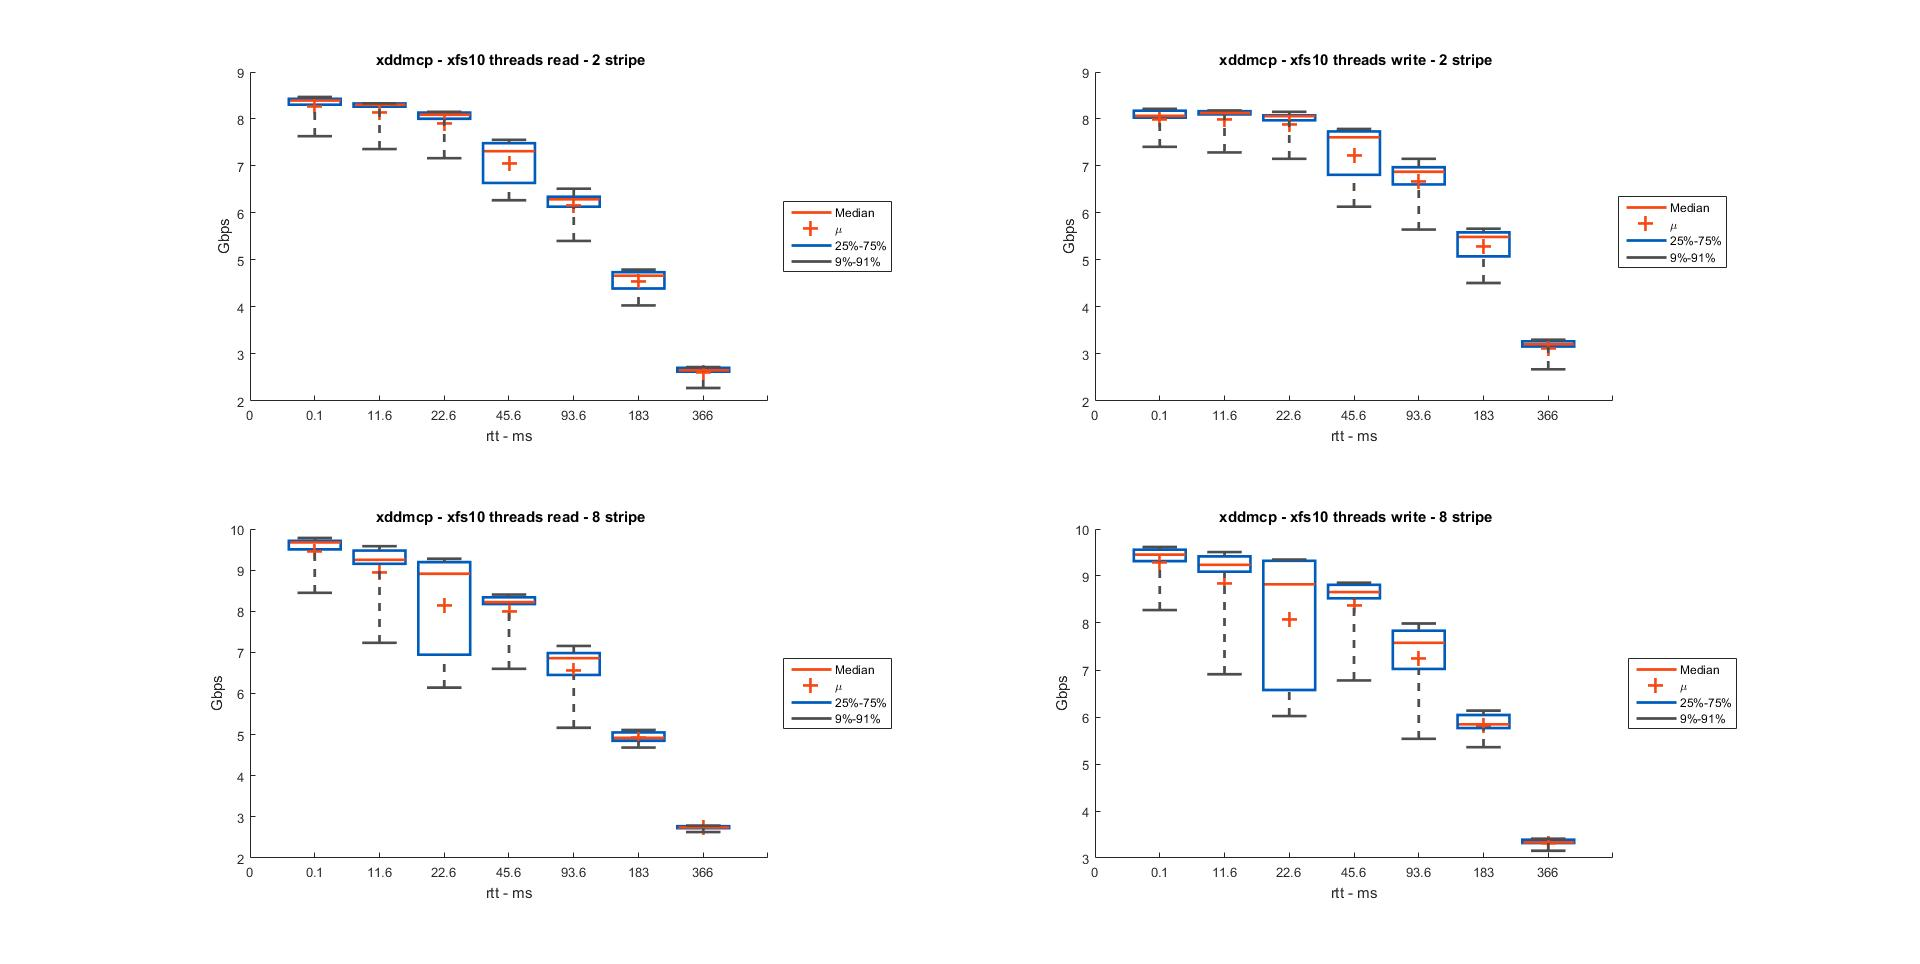 xddmcp - xfs10 threads read - 2 stripe
9
8
7
6
5
4
3
2
Gbps
0 0.1 11.6 22.6 45.6 93.6 183 366
rtt - ms
Median
μ
25%-75%
9%-91%
xddmcp - xfs10 threads write - 2 stripe
9
8
7
6
5
4
3
2
Gbps
0 0.1 11.6 22.6 45.6 93.6 183 366
rtt - ms
Median
μ
25%-75%
9%-91%
xddmcp - xfs10 threads read - 8 stripe
10
9
8
7
6
5
4
3
2
Gbps
0 0.1 11.6 22.6 45.6 93.6 183 366
rtt - ms
Median
μ
25%-75%
9%-91%
xddmcp - xfs10 threads write - 8 stripe
10
9
8
7
6
5
4
3
Gbps
0 0.1 11.6 22.6 45.6 93.6 183 366
rtt - ms
Median
μ
25%-75%
9%-91%